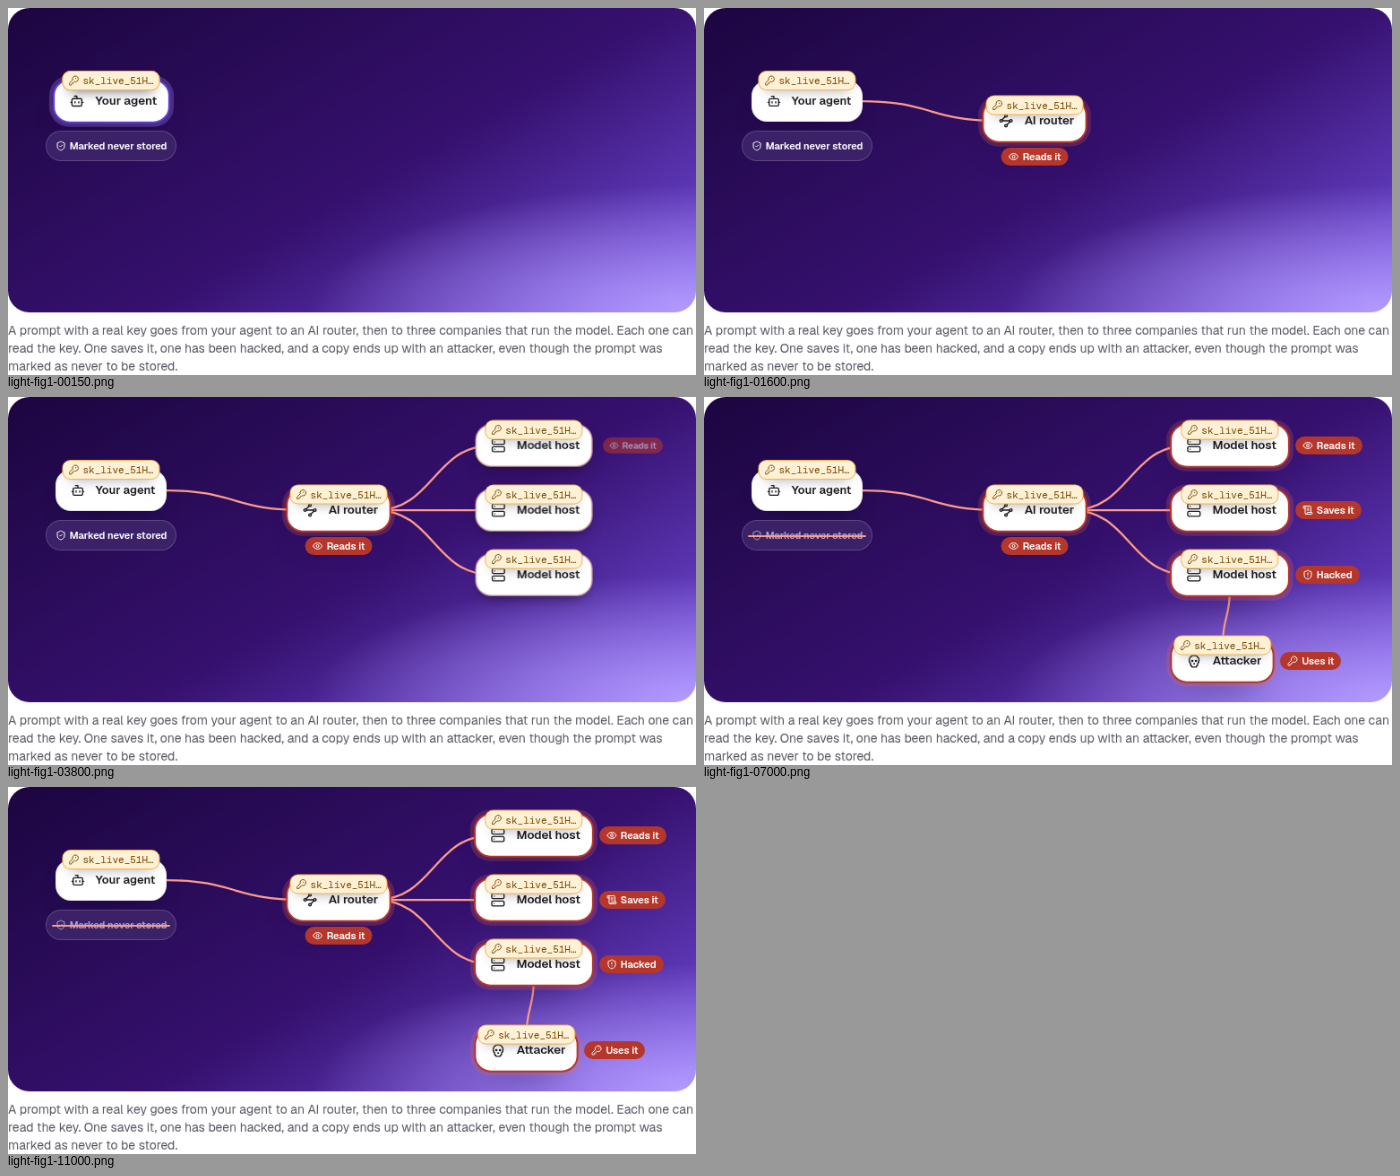 sk_live_51H…
Your agent
Marked never stored
A prompt with a real key goes from your agent to an AI router, then to three companies that run the model. Each one can
read the key. One saves it, one has been hacked, and a copy ends up with an attacker, even though the prompt was
marked as never to be stored.
light-fig1-00150.png
sk_live_51H…
Your agent
Marked never stored
sk_live_51H…
AI router
Reads it
A prompt with a real key goes from your agent to an AI router, then to three companies that run the model. Each one can
read the key. One saves it, one has been hacked, and a copy ends up with an attacker, even though the prompt was
marked as never to be stored.
light-fig1-01600.png
sk_live_51H…
Your agent
Marked never stored
sk_live_51H…
AI router
Reads it
sk_live_51H…
Model host
Reads it
sk_live_51H…
Model host
sk_live_51H…
Model host
A prompt with a real key goes from your agent to an AI router, then to three companies that run the model. Each one can
read the key. One saves it, one has been hacked, and a copy ends up with an attacker, even though the prompt was
marked as never to be stored.
light-fig1-03800.png
sk_live_51H…
Your agent
Marked never stored
sk_live_51H…
AI router
Reads it
sk_live_51H…
Model host
Reads it
sk_live_51H…
Model host
Saves it
sk_live_51H…
Model host
Hacked
sk_live_51H…
Attacker
Uses it
A prompt with a real key goes from your agent to an AI router, then to three companies that run the model. Each one can
read the key. One saves it, one has been hacked, and a copy ends up with an attacker, even though the prompt was
marked as never to be stored.
light-fig1-07000.png
sk_live_51H…
Your agent
Marked never stored
sk_live_51H…
AI router
Reads it
sk_live_51H…
Model host
Reads it
sk_live_51H…
Model host
Saves it
sk_live_51H…
Model host
Hacked
sk_live_51H…
Attacker
Uses it
A prompt with a real key goes from your agent to an AI router, then to three companies that run the model. Each one can
read the key. One saves it, one has been hacked, and a copy ends up with an attacker, even though the prompt was
marked as never to be stored.
light-fig1-11000.png